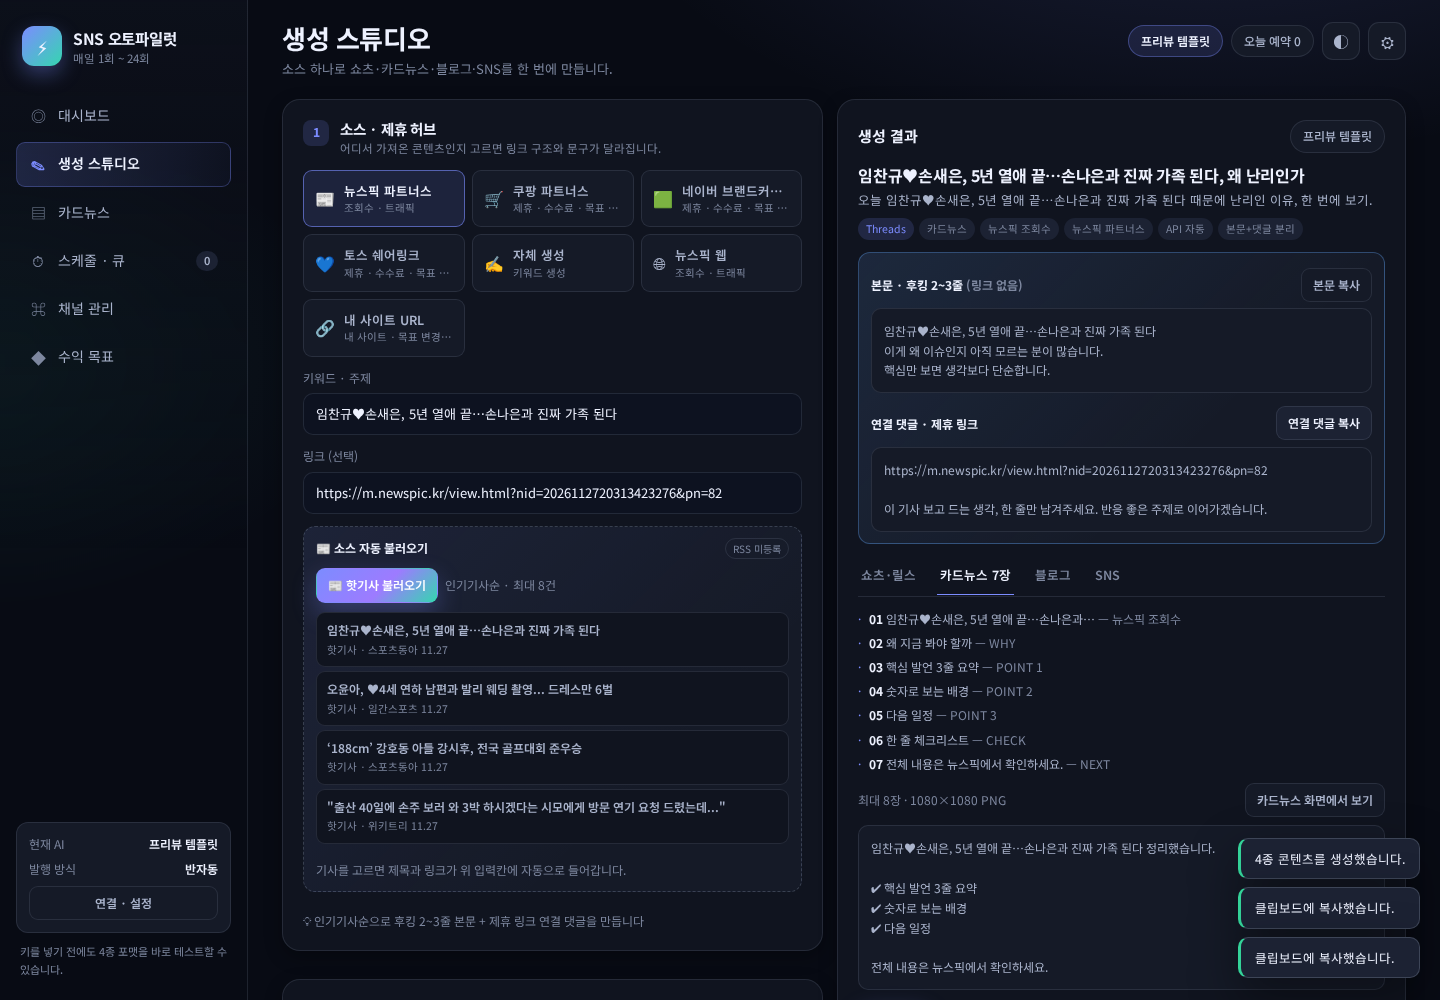 SNS 오토파일럿
매일 1회 ~ 24회
대시보드
생성 스튜디오
카드뉴스
스케줄 · 큐
0
채널 관리
수익 목표
현재 AI
프리뷰 템플릿
발행 방식
반자동
연결 · 설정
키를 넣기 전에도 4종 포맷을 바로 테스트할 수
있습니다.
생성 스튜디오
소스 하나로 쇼츠·카드뉴스·블로그·SNS를 한 번에 만듭니다.
프리뷰 템플릿
오늘 예약 0
1
소스 · 제휴 허브
어디서 가져온 콘텐츠인지 고르면 링크 구조와 문구가 달라집니다.
뉴스픽 파트너스
조회수 · 트래픽
쿠팡 파트너스
제휴 · 수수료 · 목표 …
네이버 브랜드커…
제휴 · 수수료 · 목표 …
토스 쉐어링크
제휴 · 수수료 · 목표 …
자체 생성
키워드 생성
뉴스픽 웹
조회수 · 트래픽
내 사이트 URL
내 사이트 · 목표 변경…
키워드 · 주제
임찬규♥손새은, 5년 열애 끝…손나은과 진짜 가족 된다
링크 (선택)
https://m.newspic.kr/view.html?nid=2026112720313423276&pn=82
📰 소스 자동 불러오기
RSS 미등록
📰 핫기사 불러오기
인기기사순 · 최대 8건
임찬규♥손새은, 5년 열애 끝…손나은과 진짜 가족 된다
핫기사 · 스포츠동아 11.27
오윤아, ♥4세 연하 남편과 발리 웨딩 촬영... 드레스만 6벌
핫기사 · 일간스포츠 11.27
‘188cm’ 강호동 아들 강시후, 전국 골프대회 준우승
핫기사 · 스포츠동아 11.27
"출산 40일에 손주 보러 와 3박 하시겠다는 시모에게 방문 연기 요청 드렸는데..."
핫기사 · 위키트리 11.27
기사를 고르면 제목과 링크가 위 입력칸에 자동으로 들어갑니다.
인기기사순으로 후킹 2~3줄 본문 + 제휴 링크 연결 댓글을 만듭니다
생성 결과
프리뷰 템플릿
임찬규♥손새은, 5년 열애 끝…손나은과 진짜 가족 된다, 왜 난리인가
오늘 임찬규♥손새은, 5년 열애 끝…손나은과 진짜 가족 된다 때문에 난리인 이유, 한 번에 보기.
Threads
카드뉴스
뉴스픽 조회수
뉴스픽 파트너스
API 자동
본문+댓글 분리
본문 · 후킹 2~3줄 (링크 없음)
본문 복사
임찬규♥손새은, 5년 열애 끝…손나은과 진짜 가족 된다
이게 왜 이슈인지 아직 모르는 분이 많습니다.
핵심만 보면 생각보다 단순합니다.
연결 댓글 · 제휴 링크
연결 댓글 복사
https://m.newspic.kr/view.html?nid=2026112720313423276&pn=82
이 기사 보고 드는 생각, 한 줄만 남겨주세요. 반응 좋은 주제로 이어가겠습니다.
쇼츠·릴스
카드뉴스 7장
블로그
SNS
· 01 임찬규♥손새은, 5년 열애 끝…손나은과… — 뉴스픽 조회수
· 02 왜 지금 봐야 할까 — WHY
· 03 핵심 발언 3줄 요약 — POINT 1
· 04 숫자로 보는 배경 — POINT 2
· 05 다음 일정 — POINT 3
· 06 한 줄 체크리스트 — CHECK
· 07 전체 내용은 뉴스픽에서 확인하세요. — NEXT
최대 8장 · 1080×1080 PNG
카드뉴스 화면에서 보기
임찬규♥손새은, 5년 열애 끝…손나은과 진짜 가족 된다 정리했습니다.
✔ 핵심 발언 3줄 요약
✔ 숫자로 보는 배경
✔ 다음 일정
전체 내용은 뉴스픽에서 확인하세요.
4종 콘텐츠를 생성했습니다.
클립보드에 복사했습니다.
클립보드에 복사했습니다.